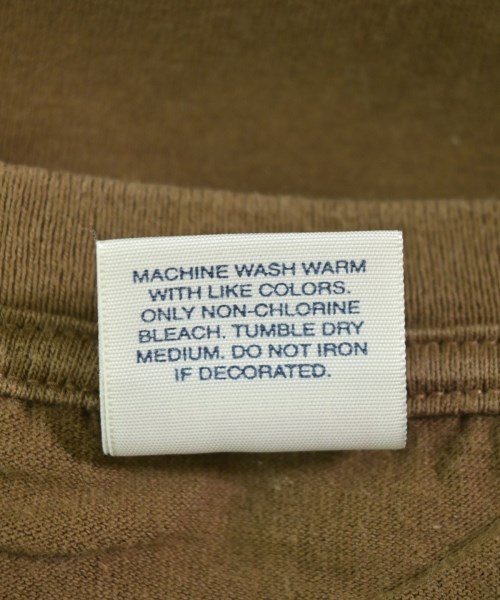 MACHINE WASH WARM
WITH LIKE COLORS.
ONLY NON-CHLORINE
BLEACH. TUMBLE DRY
MEDIUM. DO NOT IRON
IF DECORATED.